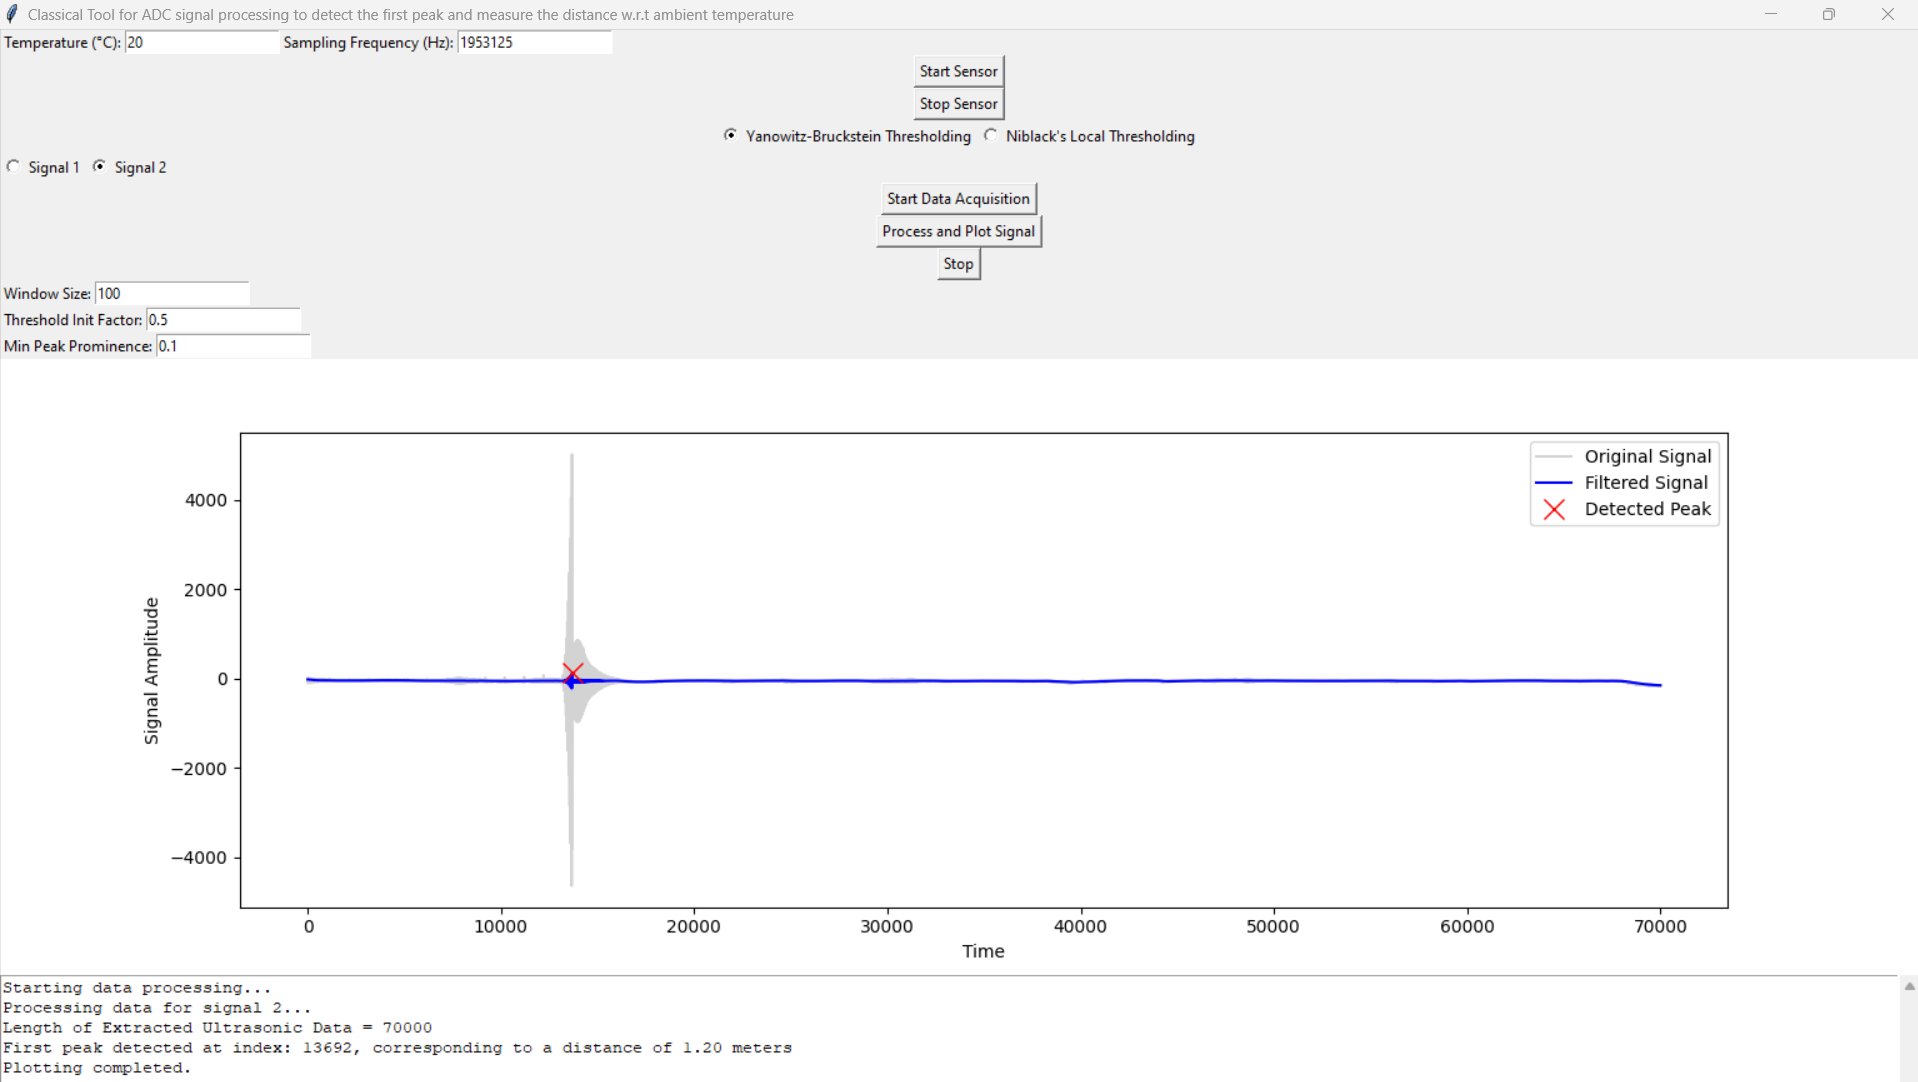 Classical Tool for ADC signal processing to detect the first peak and measure the distance w.r.t ambient temperature
Temperature (°C): 20 Sampling Frequency (Hz): 1953125
Start Sensor
Stop Sensor
Yanowitz-Bruckstein Thresholding Niblack's Local Thresholding
Signal 1 Signal 2
Start Data Acquisition
Process and Plot Signal
Stop
Window Size: 100
Threshold Init Factor: 0.5
Min Peak Prominence: 0.1
Original Signal
Filtered Signal
Detected Peak
4000
2000
0
−2000
−4000
Signal Amplitude
0 10000 20000 30000 40000 50000 60000 70000
Time
Starting data processing...
Processing data for signal 2...
Length of Extracted Ultrasonic Data = 70000
First peak detected at index: 13692, corresponding to a distance of 1.20 meters
Plotting completed.